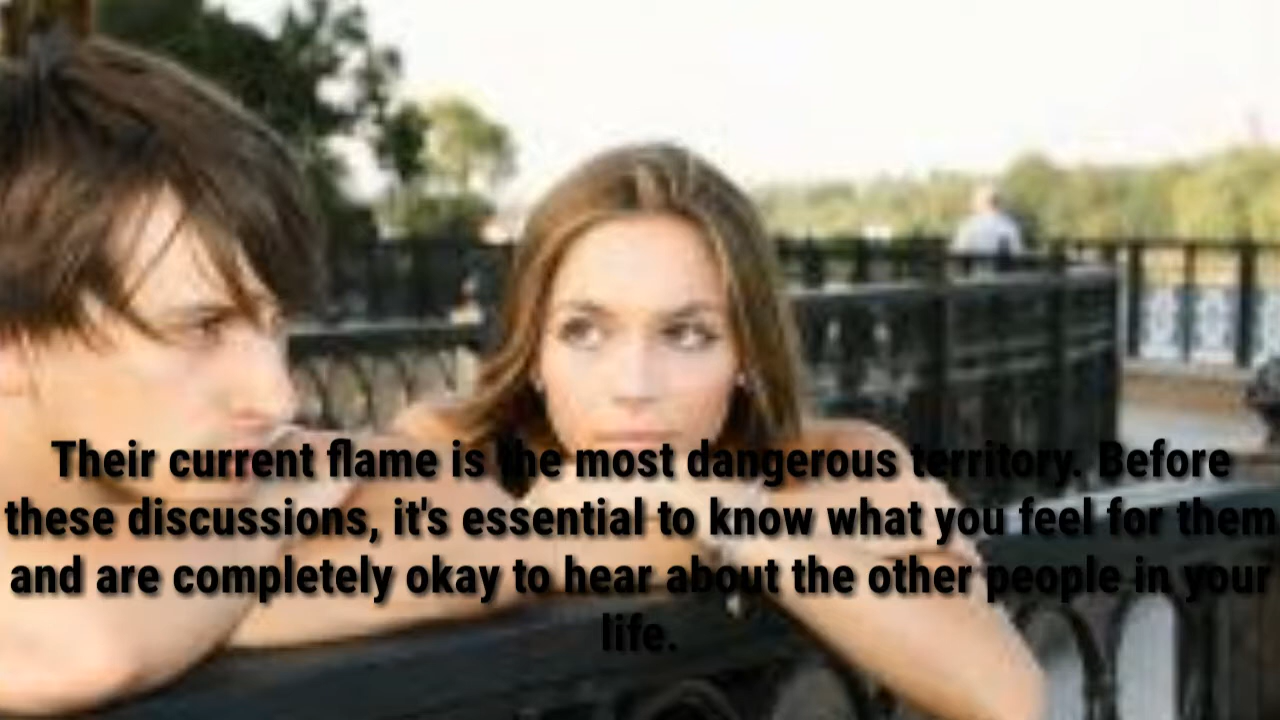 Their current flame is the most dangerous territory. Before
these discussions, it's essential to know what you feel for them
and are completely okay to hear about the other people in your
life.